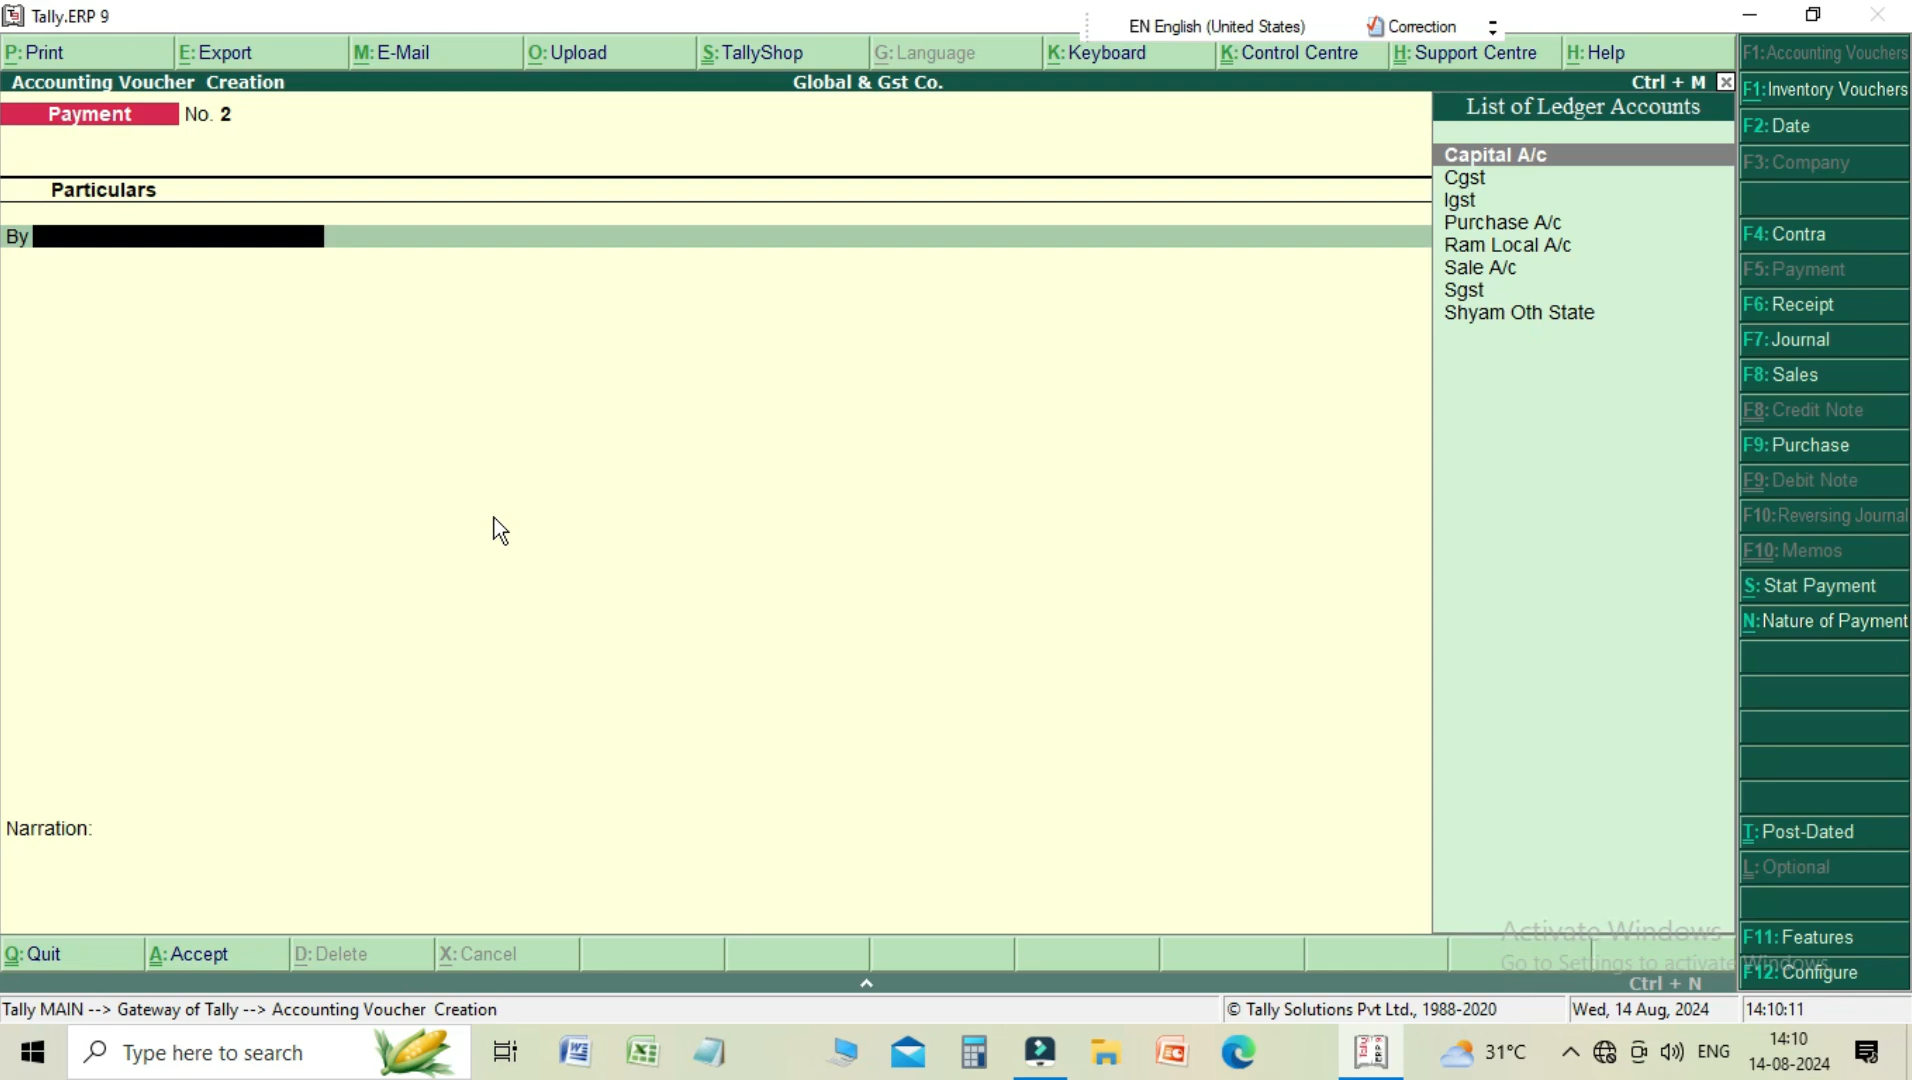 Tally.ERP 9
EN English (United States) Correction
P: Print E: Export M: E-Mail O: Upload S: TallyShop G: Language K: Keyboard K: Control Centre H: Support Centre H: Help
Accounting Voucher Creation Global & Gst Co. Ctrl + M
Payment No. 2
Particulars
By
Narration:
List of Ledger Accounts
Capital A/c
Cgst
Igst
Purchase A/c
Ram Local A/c
Sale A/c
Sgst
Shyam Oth State
F1: Accounting Vouchers
F1: Inventory Vouchers
F2: Date
F3: Company
F4: Contra
F5: Payment
F6: Receipt
F7: Journal
F8: Sales
F8: Credit Note
F9: Purchase
F9: Debit Note
F10: Reversing Journal
F10: Memos
S: Stat Payment
N: Nature of Payment
T: Post-Dated
L: Optional
F11: Features
F12: Configure
Activate Windows
Go to Settings to activate Windows.
Q: Quit A: Accept D: Delete X: Cancel
Ctrl + N
Tally MAIN --> Gateway of Tally --> Accounting Voucher Creation © Tally Solutions Pvt Ltd., 1988-2020 Wed, 14 Aug, 2024 14:10:11
Type here to search 31°C ENG 14:10
14-08-2024